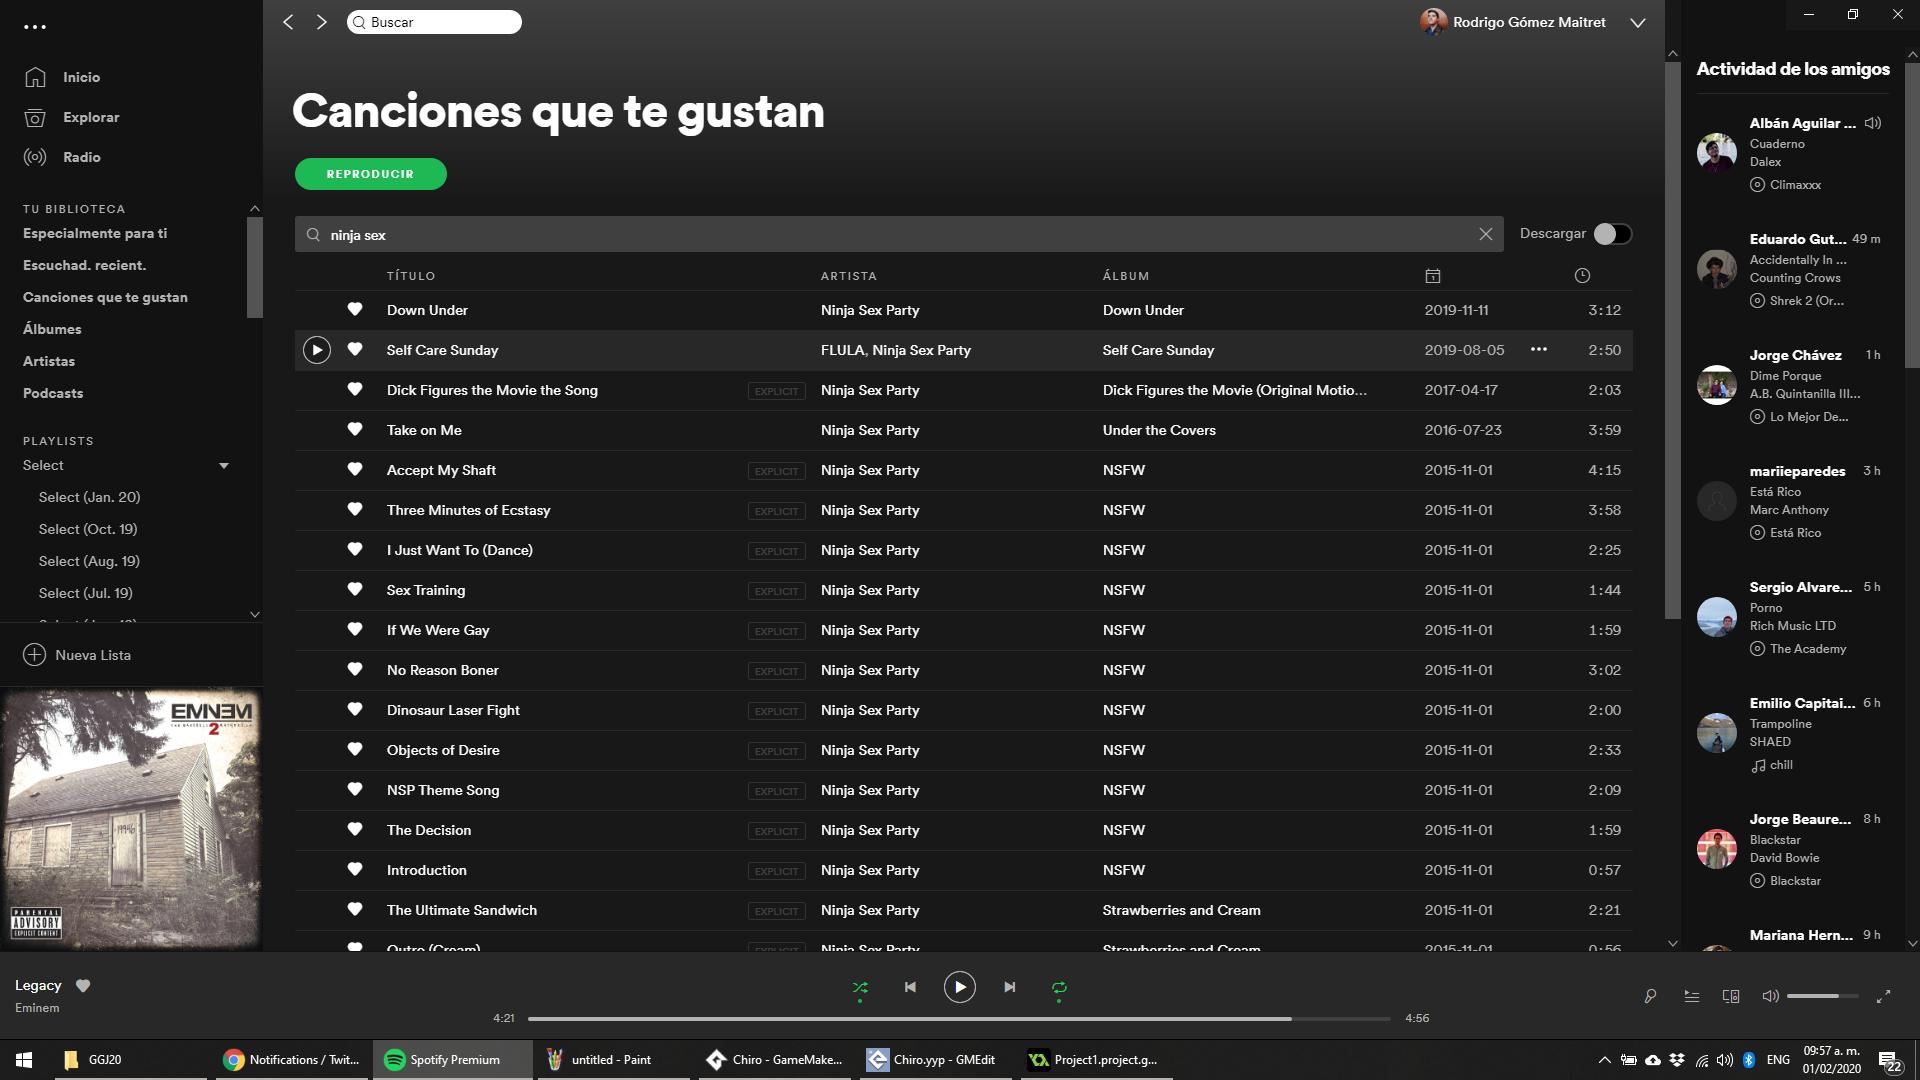 Buscar
Rodrigo Gómez Maitret
Inicio
Explorar
Radio
TU BIBLIOTECA
Especialmente para ti
Escuchad. recient.
Canciones que te gustan
Álbumes
Artistas
Podcasts
PLAYLISTS
Select
Select (Jan. 20)
Select (Oct. 19)
Select (Aug. 19)
Select (Jul. 19)
Nueva Lista
EMINEM
2
PARENTAL
ADVISORY
EXPLICIT CONTENT
Canciones que te gustan
REPRODUCIR
ninja sex
Descargar
TÍTULO ARTISTA ÁLBUM
Down Under Ninja Sex Party Down Under 2019-11-11 3:12
Self Care Sunday FLULA, Ninja Sex Party Self Care Sunday 2019-08-05 ••• 2:50
Dick Figures the Movie the Song EXPLICIT Ninja Sex Party Dick Figures the Movie (Original Motio... 2017-04-17 2:03
Take on Me Ninja Sex Party Under the Covers 2016-07-23 3:59
Accept My Shaft EXPLICIT Ninja Sex Party NSFW 2015-11-01 4:15
Three Minutes of Ecstasy EXPLICIT Ninja Sex Party NSFW 2015-11-01 3:58
I Just Want To (Dance) EXPLICIT Ninja Sex Party NSFW 2015-11-01 2:25
Sex Training EXPLICIT Ninja Sex Party NSFW 2015-11-01 1:44
If We Were Gay EXPLICIT Ninja Sex Party NSFW 2015-11-01 1:59
No Reason Boner EXPLICIT Ninja Sex Party NSFW 2015-11-01 3:02
Dinosaur Laser Fight EXPLICIT Ninja Sex Party NSFW 2015-11-01 2:00
Objects of Desire EXPLICIT Ninja Sex Party NSFW 2015-11-01 2:33
NSP Theme Song EXPLICIT Ninja Sex Party NSFW 2015-11-01 2:09
The Decision EXPLICIT Ninja Sex Party NSFW 2015-11-01 1:59
Introduction EXPLICIT Ninja Sex Party NSFW 2015-11-01 0:57
The Ultimate Sandwich EXPLICIT Ninja Sex Party Strawberries and Cream 2015-11-01 2:21
Outro (Cream) EXPLICIT Ninja Sex Party Strawberries and Cream 2015-11-01 0:56
Actividad de los amigos
Albán Aguilar ...
Cuaderno
Dalex
Climaxxx
Eduardo Gut... 49 m
Accidentally In ...
Counting Crows
Shrek 2 (Or...
Jorge Chávez 1 h
Dime Porque
A.B. Quintanilla III...
Lo Mejor De...
mariieparedes 3 h
Está Rico
Marc Anthony
Está Rico
Sergio Alvare... 5 h
Porno
Rich Music LTD
The Academy
Emilio Capitai... 6 h
Trampoline
SHAED
chill
Jorge Beaure... 8 h
Blackstar
David Bowie
Blackstar
Mariana Hern... 9 h
Legacy
Eminem
4:21
4:56
GGJ20
Notifications / Twit...
Spotify Premium
untitled - Paint
Chiro - GameMake...
Chiro.yyp - GMEdit
Project1.project.g...
ENG
09:57 a. m.
01/02/2020
22